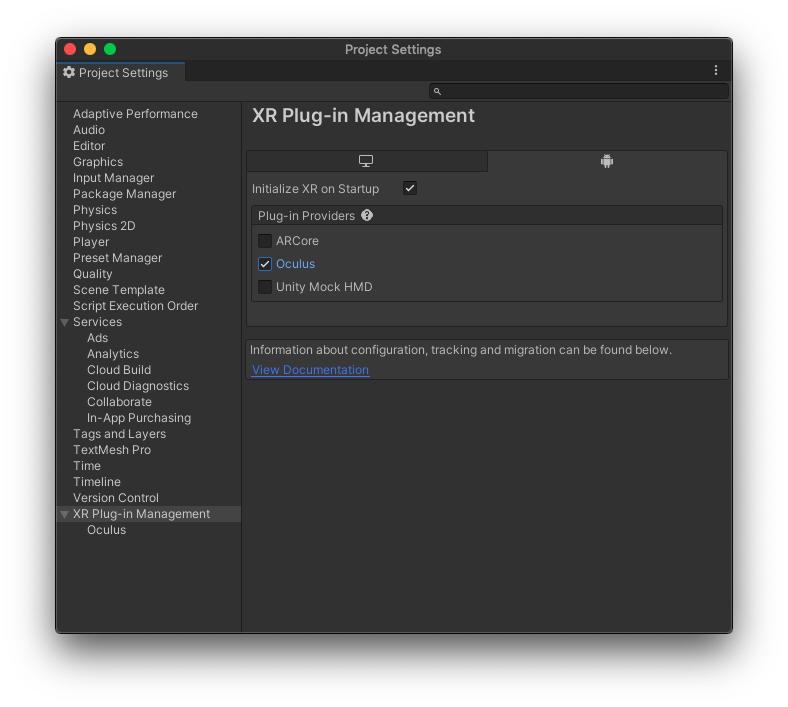 Project Settings
Project Settings
Adaptive Performance
Audio
Editor
Graphics
Input Manager
Package Manager
Physics
Physics 2D
Player
Preset Manager
Quality
Scene Template
Script Execution Order
Services
Ads
Analytics
Cloud Build
Cloud Diagnostics
Collaborate
In-App Purchasing
Tags and Layers
TextMesh Pro
Time
Timeline
Version Control
XR Plug-in Management
Oculus
XR Plug-in Management
Initialize XR on Startup
Plug-in Providers ?
ARCore
Oculus
Unity Mock HMD
Information about configuration, tracking and migration can be found below.
View Documentation